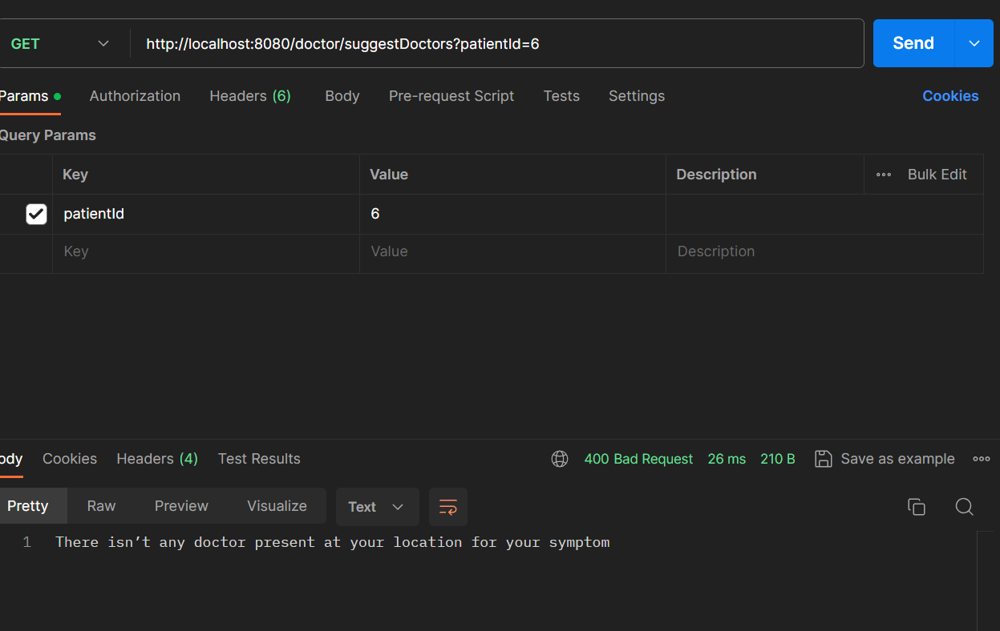 GET http://localhost:8080/doctor/suggestDoctors?patientId=6 Send
Params Authorization Headers (6) Body Pre-request Script Tests Settings Cookies
Query Params
Key Value Description Bulk Edit
patientId 6
Key Value Description
ody Cookies Headers (4) Test Results 400 Bad Request 26 ms 210 B Save as example
Pretty Raw Preview Visualize Text
1 There isn’t any doctor present at your location for your symptom